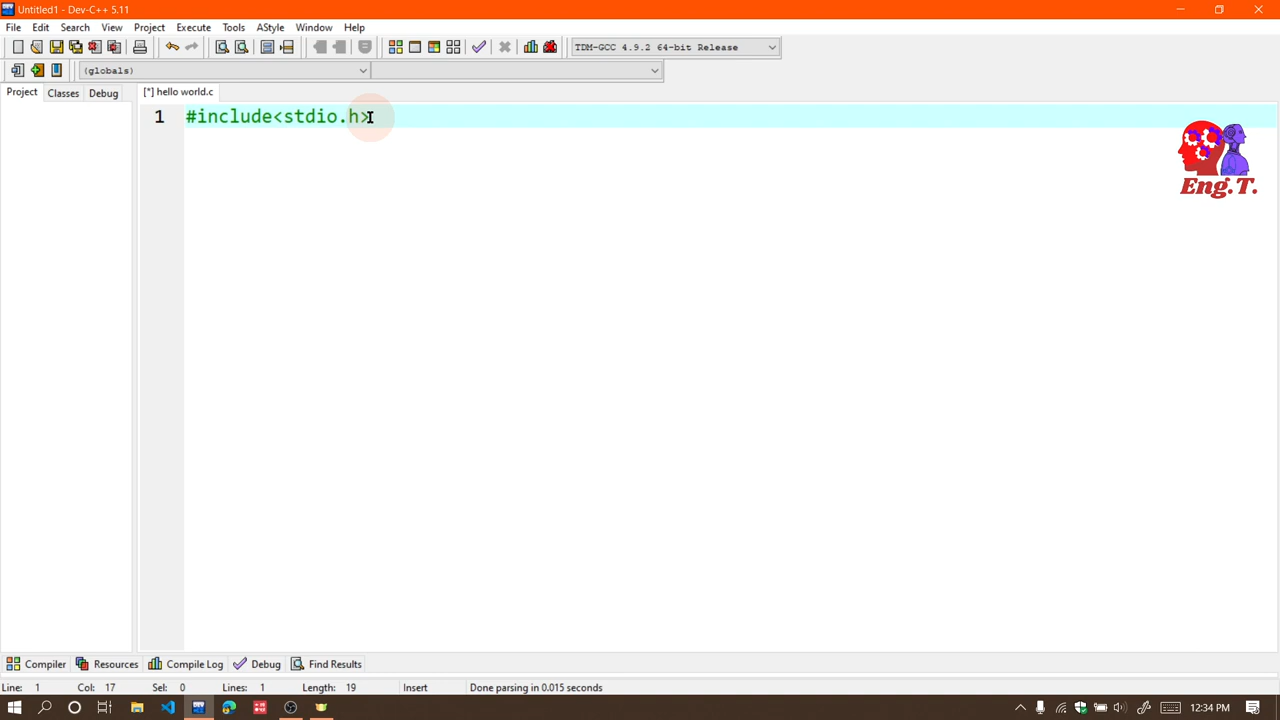 Untitled1 - Dev-C++ 5.11
File Edit Search View Project Execute Tools AStyle Window Help
TDM-GCC 4.9.2 64-bit Release
(globals)
Project Classes Debug [*] hello world.c
1 #include<stdio.h>
Eng.T.
Compiler Resources Compile Log Debug Find Results
Line: 1 Col: 17 Sel: 0 Lines: 1 Length: 19 Insert Done parsing in 0.015 seconds
12:34 PM